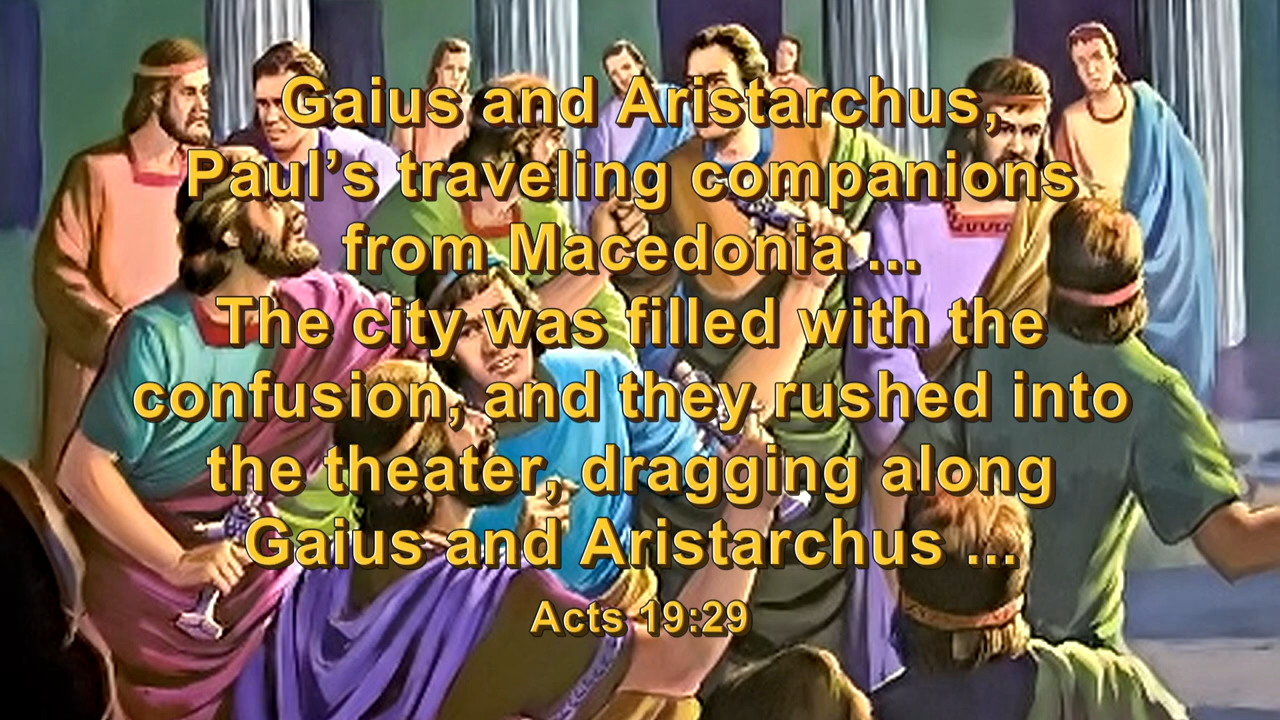 Gaius and Aristarchus,
Paul’s traveling companions
from Macedonia ...
The city was filled with the
confusion, and they rushed into
the theater, dragging along
Gaius and Aristarchus ...
Acts 19:29